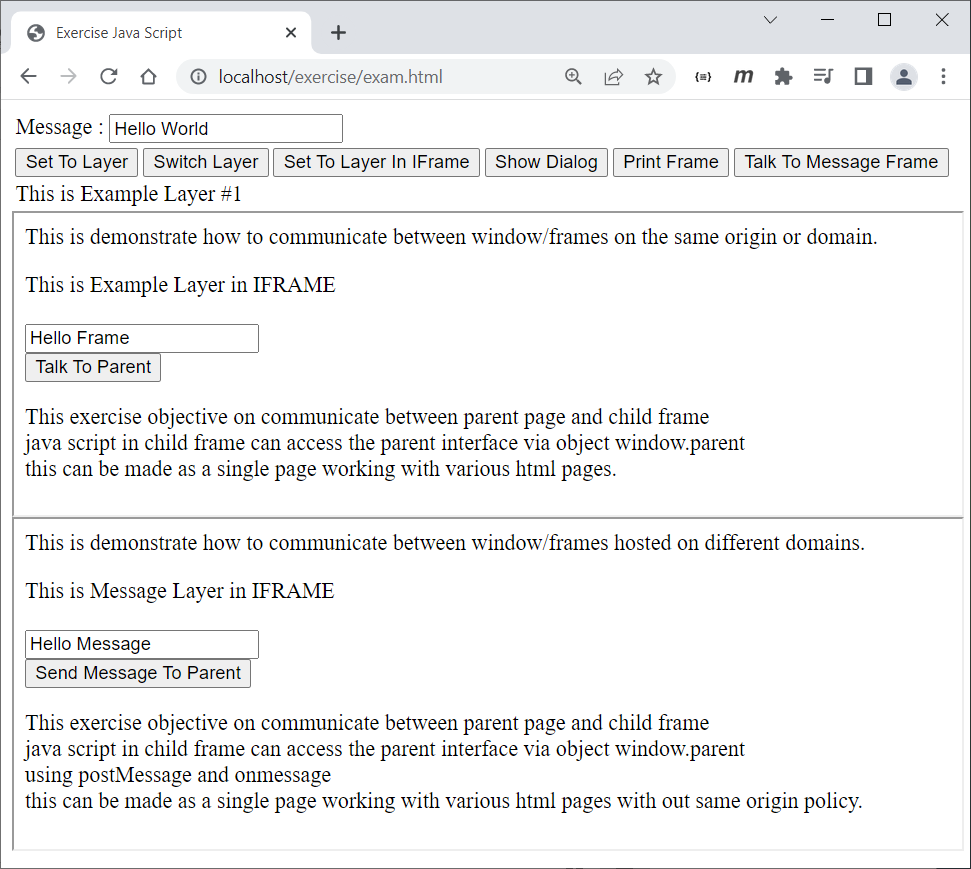 Exercise Java Script
localhost/exercise/exam.html
Message : Hello World
Set To Layer Switch Layer Set To Layer In IFrame Show Dialog Print Frame Talk To Message Frame
This is Example Layer #1
This is demonstrate how to communicate between window/frames on the same origin or domain.
This is Example Layer in IFRAME
Hello Frame
Talk To Parent
This exercise objective on communicate between parent page and child frame
java script in child frame can access the parent interface via object window.parent
this can be made as a single page working with various html pages.
This is demonstrate how to communicate between window/frames hosted on different domains.
This is Message Layer in IFRAME
Hello Message
Send Message To Parent
This exercise objective on communicate between parent page and child frame
java script in child frame can access the parent interface via object window.parent
using postMessage and onmessage
this can be made as a single page working with various html pages with out same origin policy.